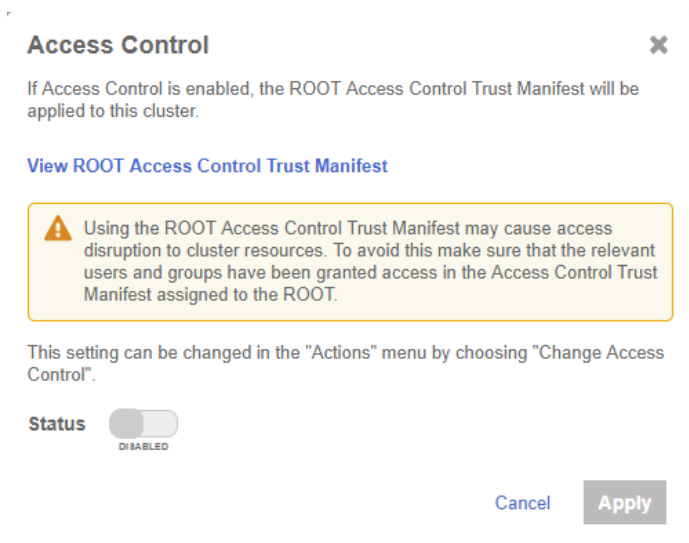 Access Control
If Access Control is enabled, the ROOT Access Control Trust Manifest will be
applied to this cluster.
View ROOT Access Control Trust Manifest
Using the ROOT Access Control Trust Manifest may cause access
disruption to cluster resources. To avoid this make sure that the relevant
users and groups have been granted access in the Access Control Trust
Manifest assigned to the ROOT.
This setting can be changed in the "Actions" menu by choosing "Change Access
Control".
Status
DISABLED
Cancel Apply